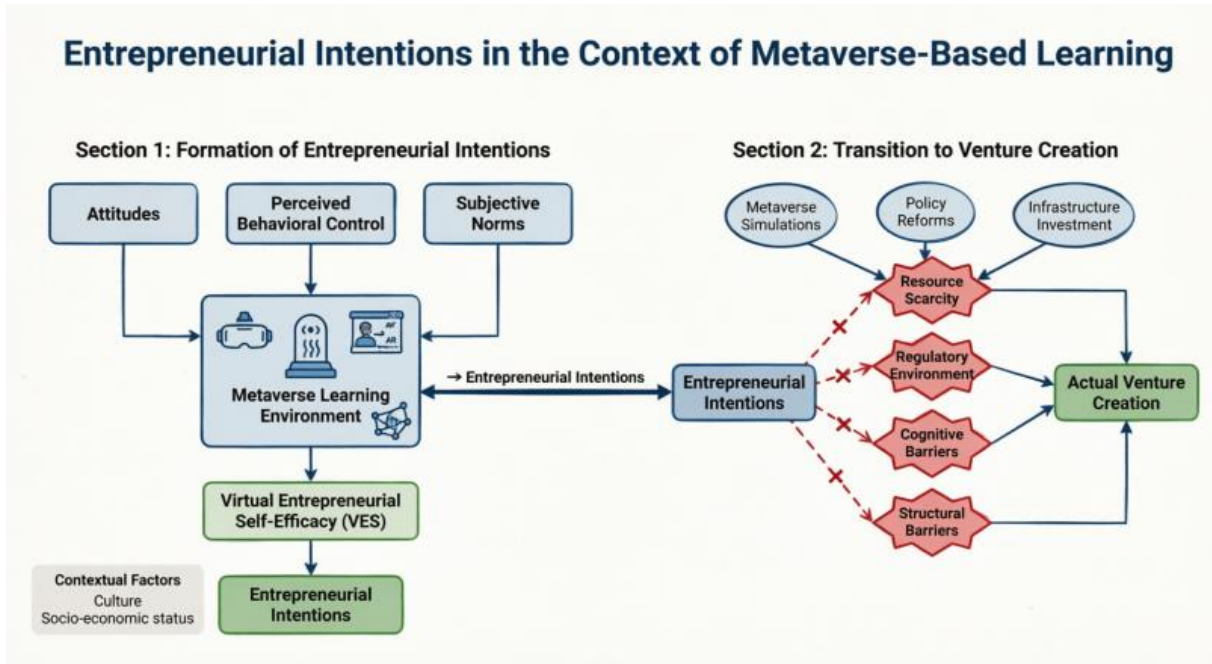 Entrepreneurial Intentions in the Context of Metaverse-Based Learning
Section 1: Formation of Entrepreneurial Intentions
Attitudes
Perceived
Behavioral Control
Subjective
Norms
Metaverse Learning
Environment
→ Entrepreneurial Intentions
Virtual Entrepreneurial
Self-Efficacy (VES)
Entrepreneurial
Intentions
Contextual Factors
Culture
Socio-economic status
Section 2: Transition to Venture Creation
Metaverse
Simulations
Policy
Reforms
Infrastructure
Investment
Resource
Scarcity
Entrepreneurial
Intentions
Regulatory
Environment
Cognitive
Barriers
Structural
Barriers
Actual Venture
Creation